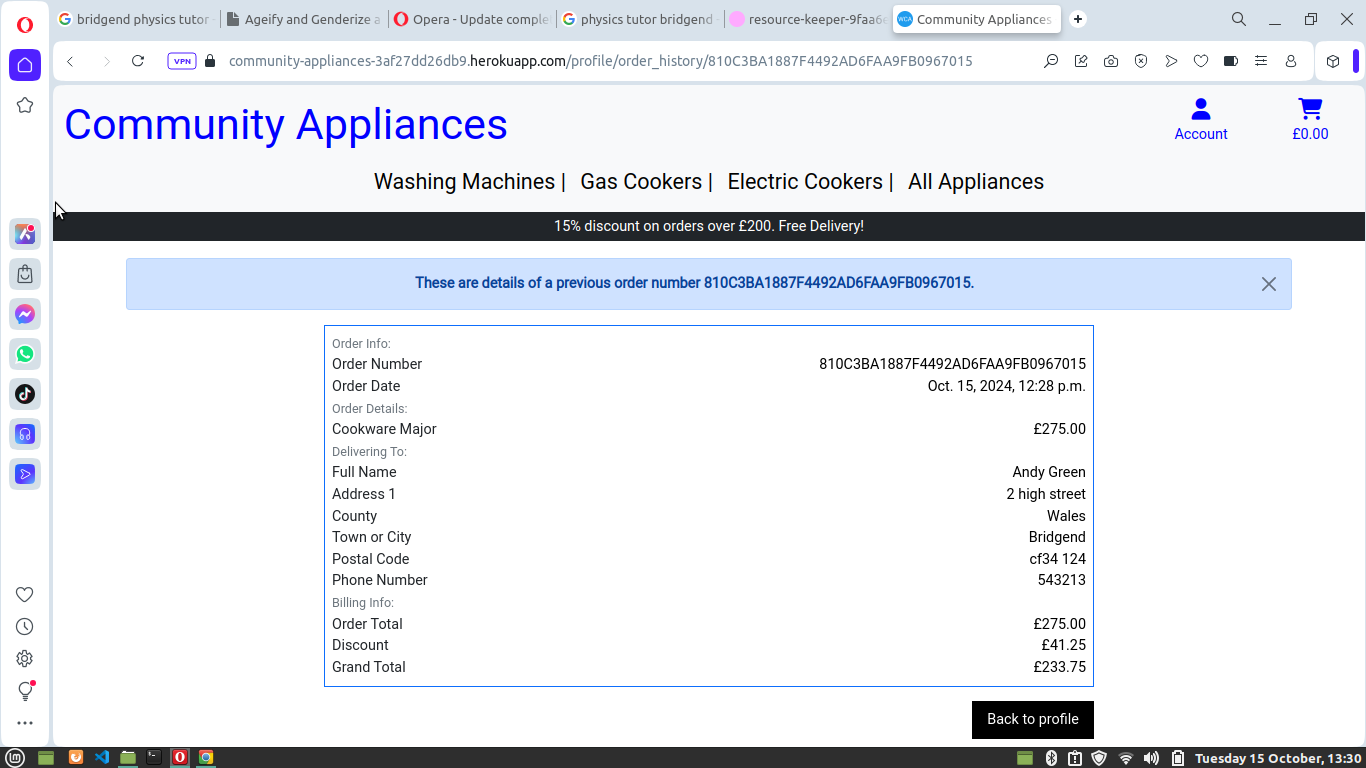 bridgend physics tutor -
Ageify and Genderize a
Opera - Update comple
physics tutor bridgend -
resource-keeper-9faa6
Community Appliances
VPN
community-appliances-3af27dd26db9.herokuapp.com/profile/order_history/810C3BA1887F4492AD6FAA9FB0967015
Community Appliances
Account
£0.00
Washing Machines | Gas Cookers | Electric Cookers | All Appliances
15% discount on orders over £200. Free Delivery!
These are details of a previous order number 810C3BA1887F4492AD6FAA9FB0967015.
Order Info:
Order Number 810C3BA1887F4492AD6FAA9FB0967015
Order Date Oct. 15, 2024, 12:28 p.m.
Order Details:
Cookware Major £275.00
Delivering To:
Full Name Andy Green
Address 1 2 high street
County Wales
Town or City Bridgend
Postal Code cf34 124
Phone Number 543213
Billing Info:
Order Total £275.00
Discount £41.25
Grand Total £233.75
Back to profile
Tuesday 15 October, 13:30